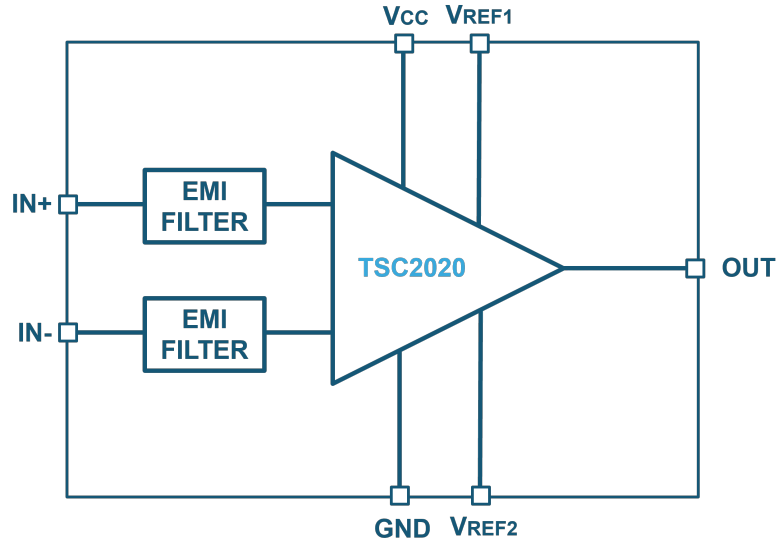 VCC
VREF1
IN+
EMI
FILTER
TSC2020
OUT
IN-
EMI
FILTER
GND
VREF2